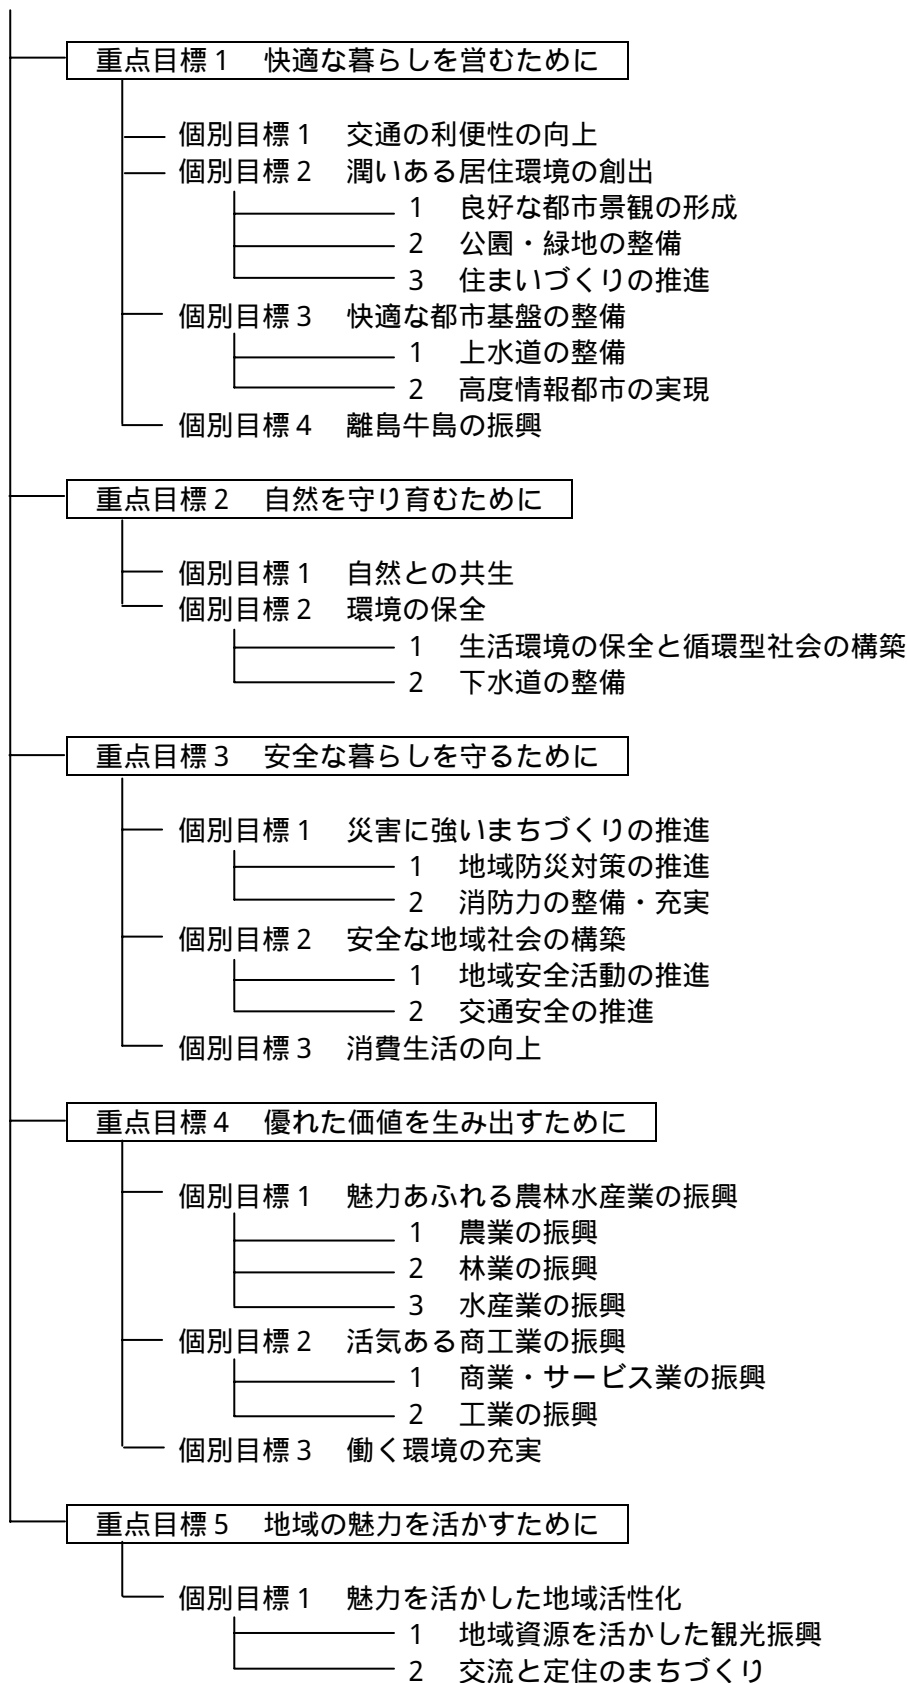 重点目標1　快適な暮らしを営むために
個別目標1　交通の利便性の向上
個別目標2　潤いある居住環境の創出
1　良好な都市景観の形成
2　公園・緑地の整備
3　住まいづくりの推進
個別目標3　快適な都市基盤の整備
1　上水道の整備
2　高度情報都市の実現
個別目標4　離島牛島の振興
重点目標2　自然を守り育むために
個別目標1　自然との共生
個別目標2　環境の保全
1　生活環境の保全と循環型社会の構築
2　下水道の整備
重点目標3　安全な暮らしを守るために
個別目標1　災害に強いまちづくりの推進
1　地域防災対策の推進
2　消防力の整備・充実
個別目標2　安全な地域社会の構築
1　地域安全活動の推進
2　交通安全の推進
個別目標3　消費生活の向上
重点目標4　優れた価値を生み出すために
個別目標1　魅力あふれる農林水産業の振興
1　農業の振興
2　林業の振興
3　水産業の振興
個別目標2　活気ある商工業の振興
1　商業・サービス業の振興
2　工業の振興
個別目標3　働く環境の充実
重点目標5　地域の魅力を活かすために
個別目標1　魅力を活かした地域活性化
1　地域資源を活かした観光振興
2　交流と定住のまちづくり